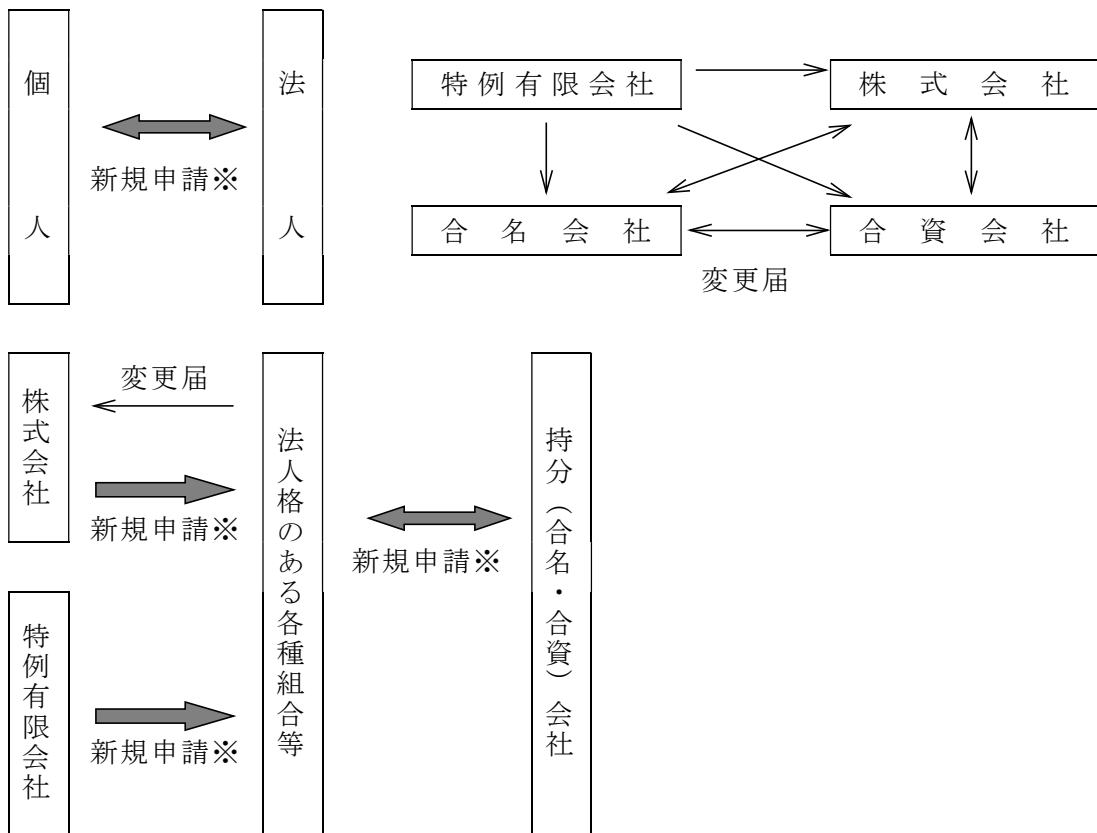 個人
法人
新規申請※
特例有限会社
株式会社
合名会社
合資会社
変更届
株式会社
変更届
新規申請※
法人格のある各種組合等
新規申請※
持分（合名・合資）会社
特例有限会社
新規申請※